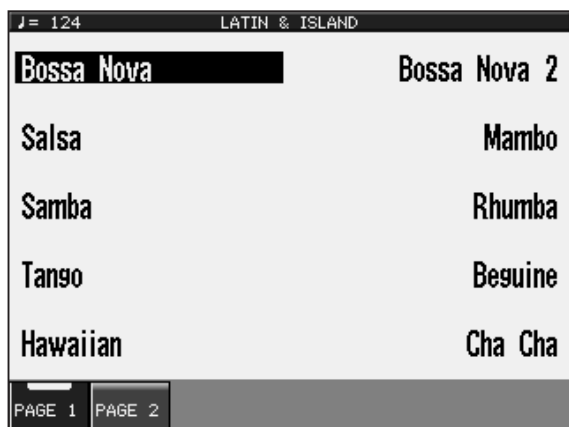 ♩= 124 LATIN & ISLAND
Bossa Nova Bossa Nova 2
Salsa Mambo
Samba Rhumba
Tango Beguine
Hawaiian Cha Cha
PAGE 1 PAGE 2